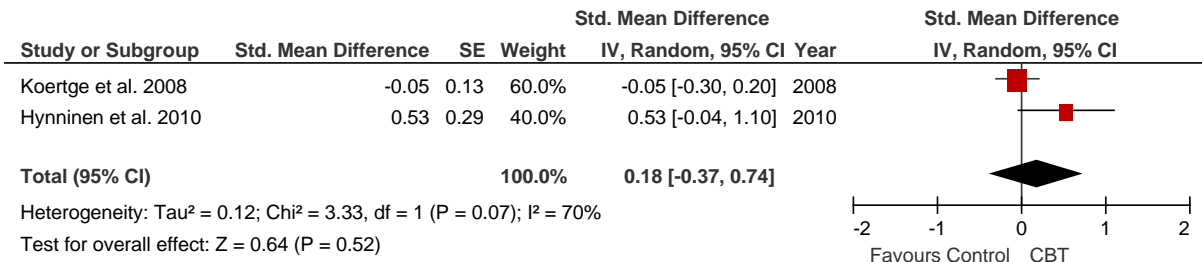 Std. Mean Difference Std. Mean Difference
Study or Subgroup Std. Mean Difference SE Weight IV, Random, 95% CI Year IV, Random, 95% CI
Koertge et al. 2008 -0.05 0.13 60.0% -0.05 [-0.30, 0.20] 2008
Hynninen et al. 2010 0.53 0.29 40.0% 0.53 [-0.04, 1.10] 2010
Total (95% CI) 100.0% 0.18 [-0.37, 0.74]
Heterogeneity: Tau² = 0.12; Chi² = 3.33, df = 1 (P = 0.07); I² = 70%
Test for overall effect: Z = 0.64 (P = 0.52)
-2 -1 0 1 2
Favours Control CBT